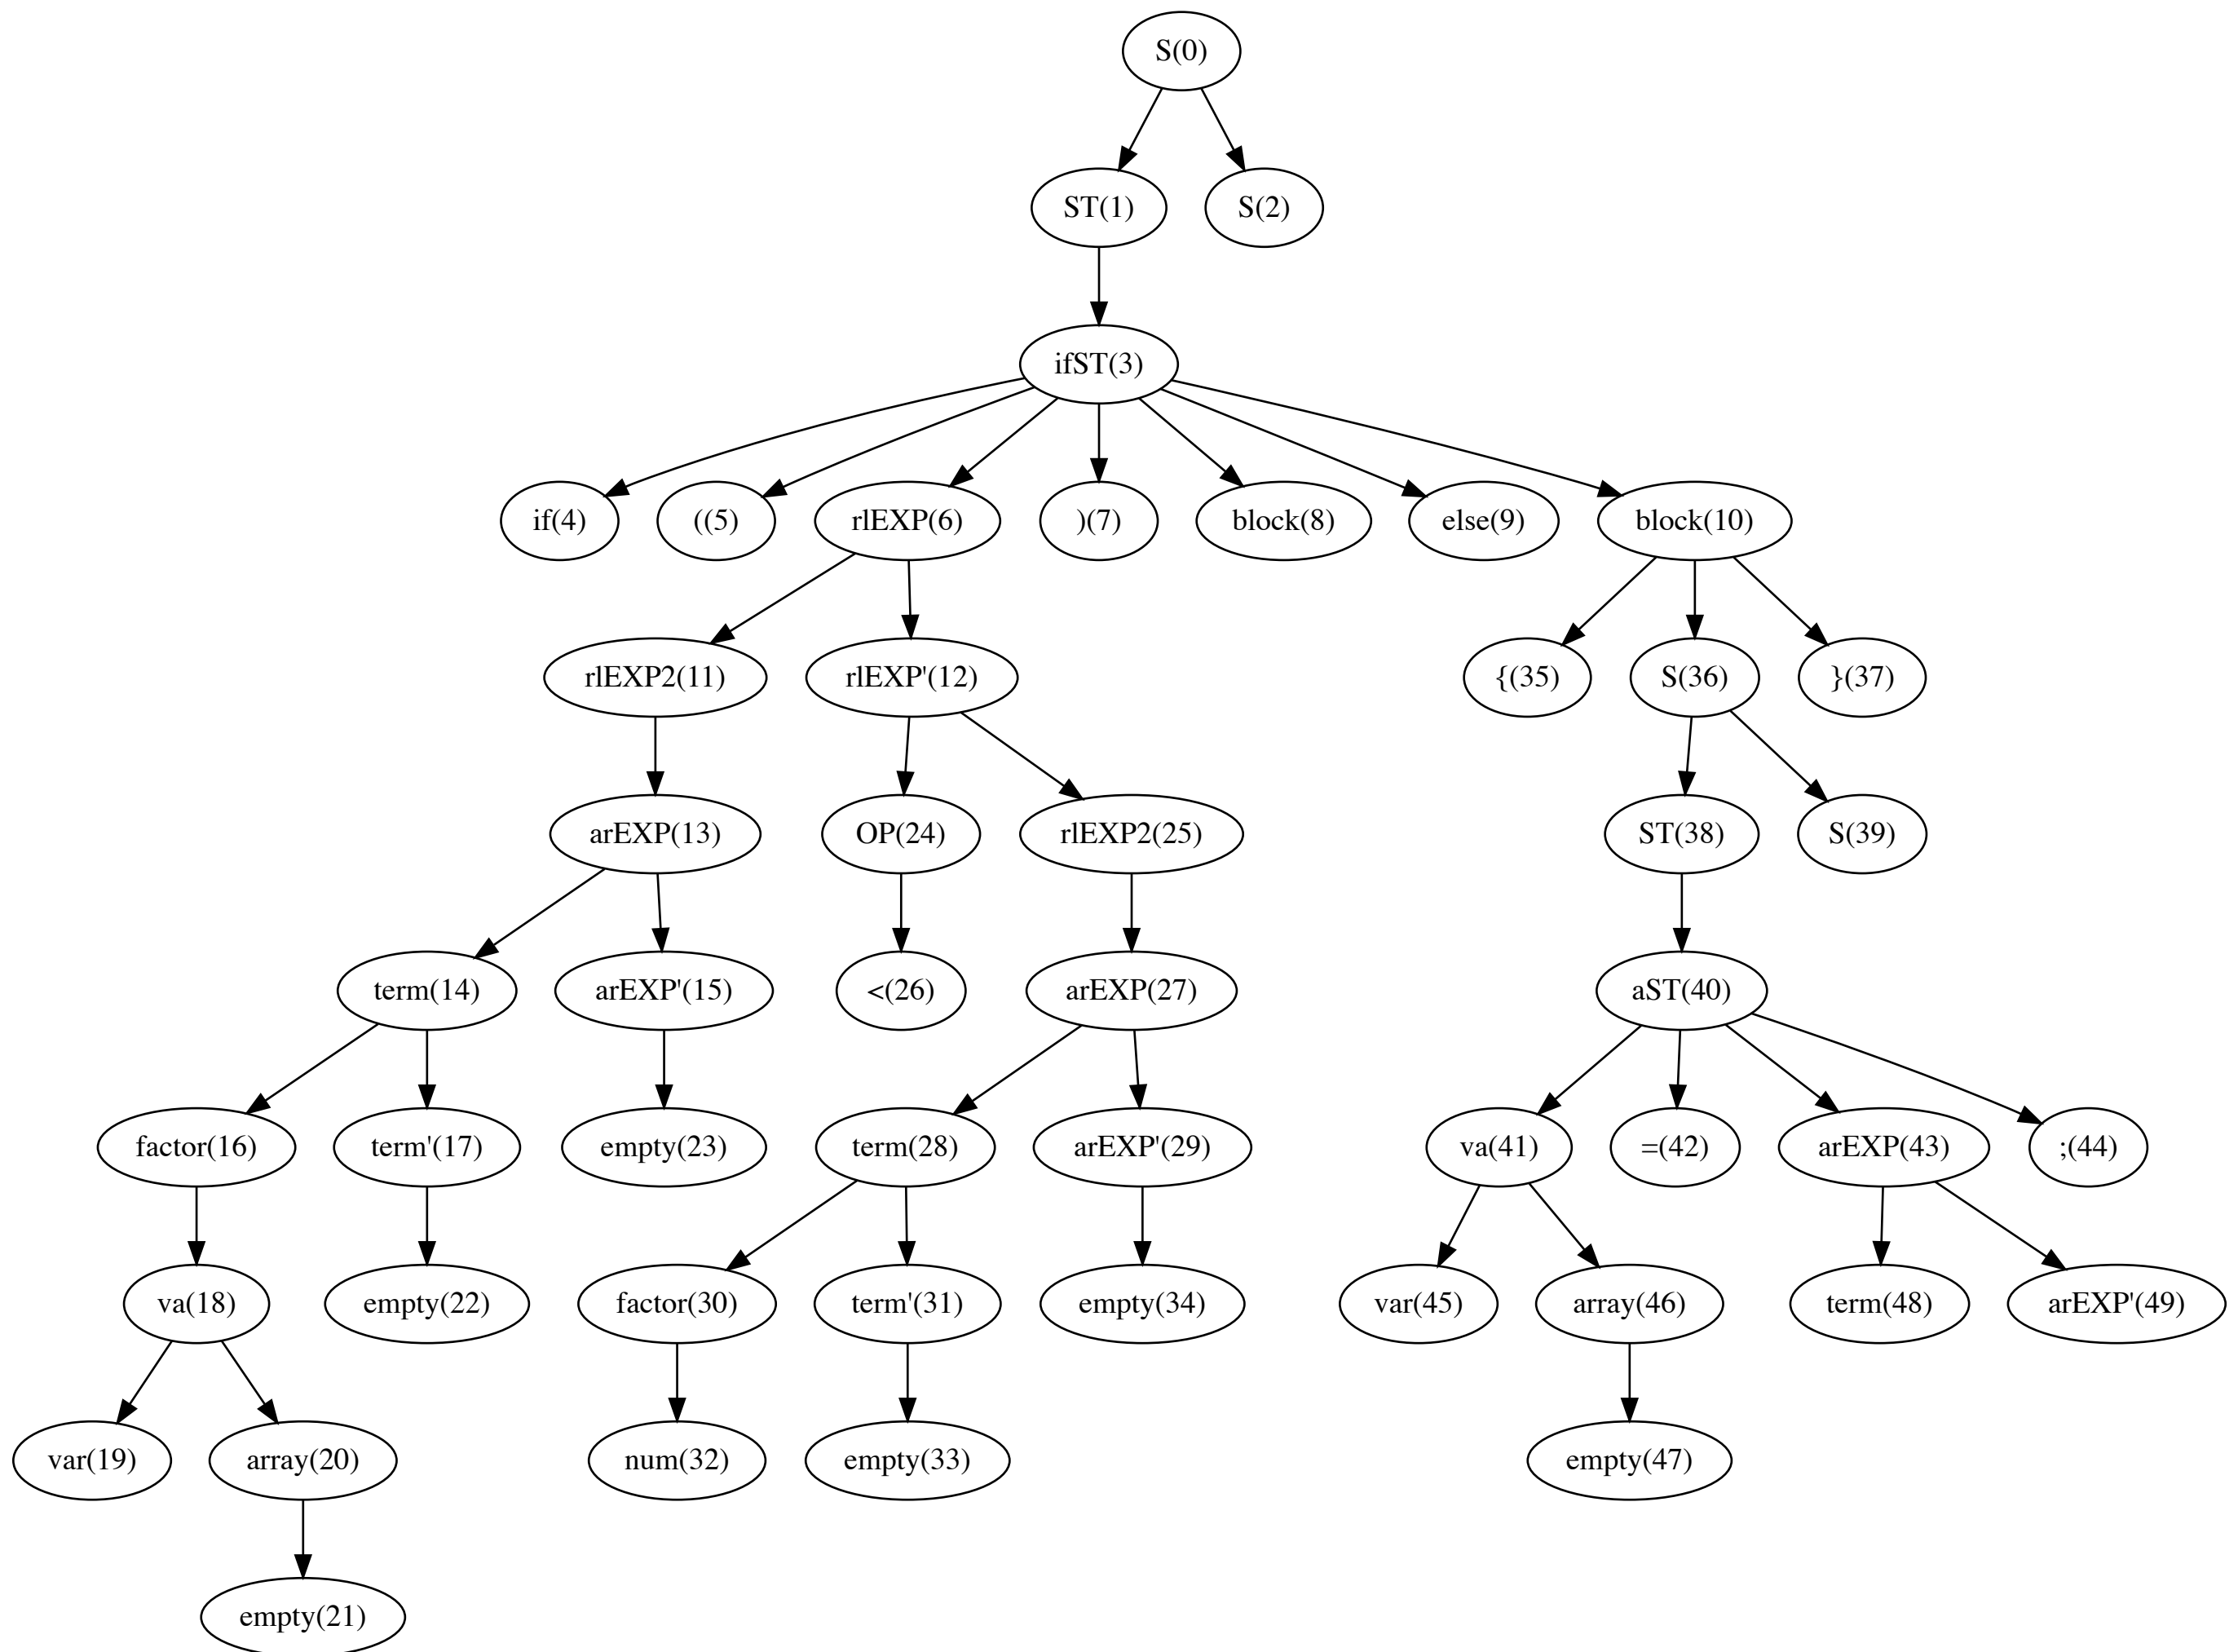 S(0)
ST(1)
S(2)
ifST(3)
if(4)
((5)
rlEXP(6)
)(7)
block(8)
else(9)
block(10)
rlEXP2(11)
rlEXP'(12)
{(35)
S(36)
}(37)
arEXP(13)
OP(24)
rlEXP2(25)
ST(38)
S(39)
term(14)
arEXP'(15)
<(26)
arEXP(27)
aST(40)
factor(16)
term'(17)
empty(23)
term(28)
arEXP'(29)
va(41)
=(42)
arEXP(43)
;(44)
va(18)
empty(22)
factor(30)
term'(31)
empty(34)
var(45)
array(46)
term(48)
arEXP'(49)
var(19)
array(20)
num(32)
empty(33)
empty(47)
empty(21)